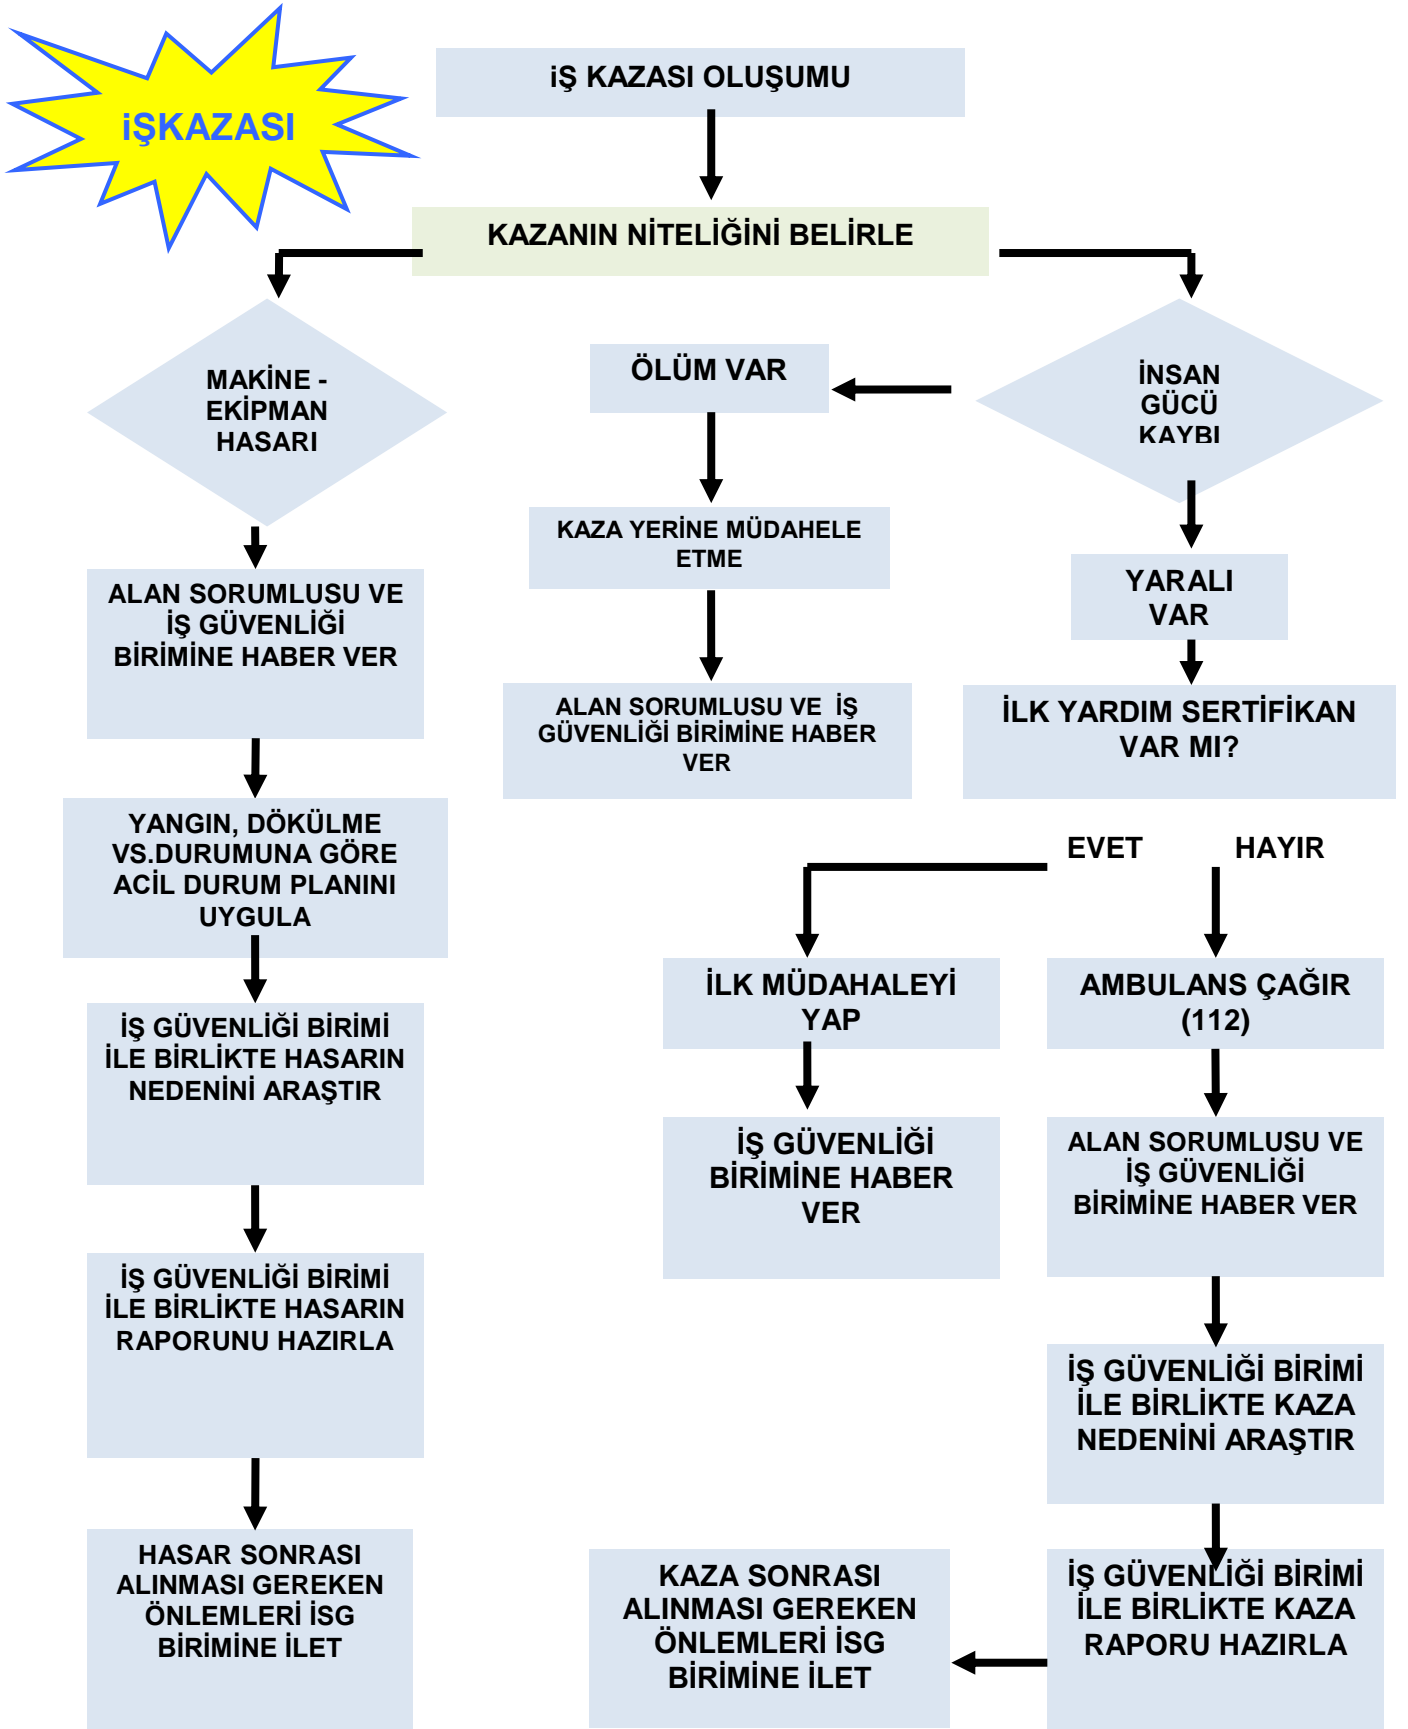 iŞKAZASI
iŞ KAZASI OLUŞUMU
KAZANIN NİTELİĞİNİ BELİRLE
MAKİNE -
EKİPMAN
HASARI
ÖLÜM VAR
İNSAN
GÜCÜ
KAYBI
KAZA YERİNE MÜDAHELE
ETME
ALAN SORUMLUSU VE
İŞ GÜVENLİĞİ
BİRİMİNE HABER VER
YARALI
VAR
ALAN SORUMLUSU VE İŞ
GÜVENLİĞİ BİRİMİNE HABER
VER
İLK YARDIM SERTİFİKAN
VAR MI?
YANGIN, DÖKÜLME
VS.DURUMUNA GÖRE
ACİL DURUM PLANINI
UYGULA
EVET
HAYIR
İLK MÜDAHALEYİ
YAP
AMBULANS ÇAĞIR
(112)
İŞ GÜVENLİĞİ BİRİMİ
İLE BİRLİKTE HASARIN
NEDENİNİ ARAŞTIR
İŞ GÜVENLİĞİ
BİRİMİNE HABER
VER
ALAN SORUMLUSU VE
İŞ GÜVENLİĞİ
BİRİMİNE HABER VER
İŞ GÜVENLİĞİ BİRİMİ
İLE BİRLİKTE HASARIN
RAPORUNU HAZIRLA
İŞ GÜVENLİĞİ BİRİMİ
İLE BİRLİKTE KAZA
NEDENİNİ ARAŞTIR
HASAR SONRASI
ALINMASI GEREKEN
ÖNLEMLERİ İSG
BİRİMİNE İLET
KAZA SONRASI
ALINMASI GEREKEN
ÖNLEMLERİ İSG
BİRİMİNE İLET
İŞ GÜVENLİĞİ BİRİMİ
İLE BİRLİKTE KAZA
RAPORU HAZIRLA